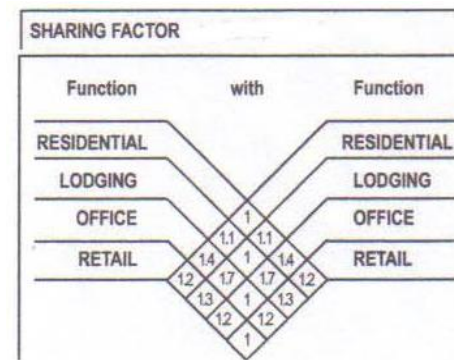 SHARING FACTOR
Function with Function
RESIDENTIAL RESIDENTIAL
LODGING LODGING
OFFICE OFFICE
RETAIL RETAIL
1
1.1 1.1
1.4 1 1.4
1.2 1.7 1.7 1.2
1.3 1 1.3
1.2 1.2
1